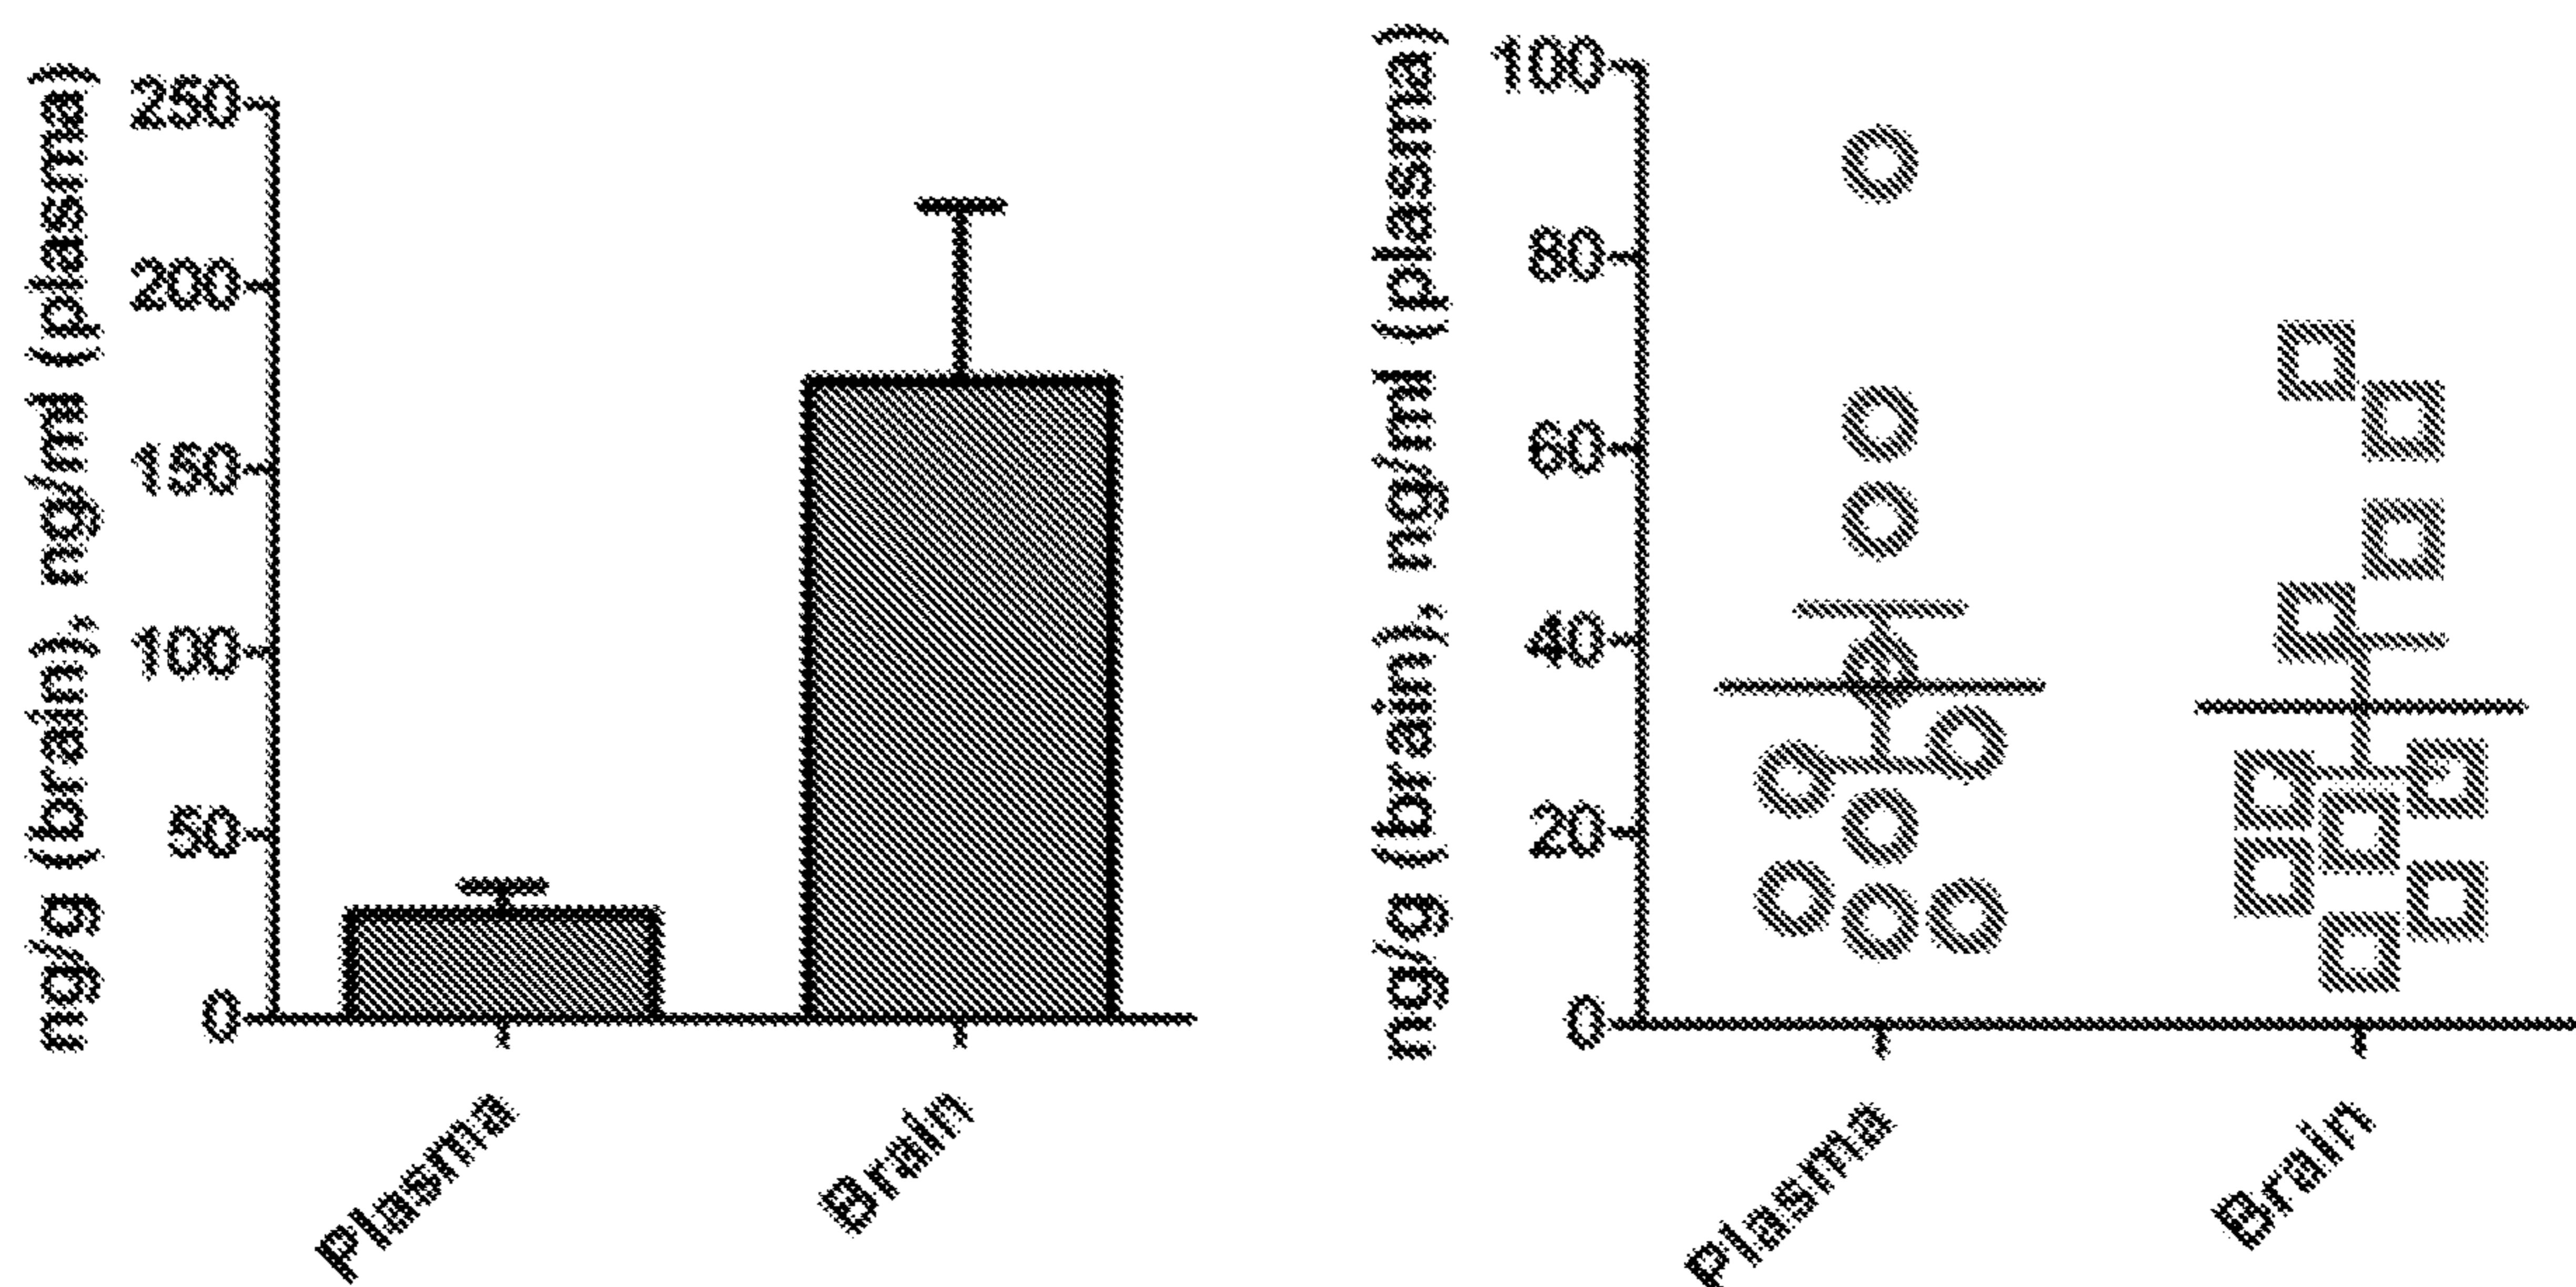 ng/g (brain), ng/ml (plasma)
250
200
150
100
50
0
Plasma
Brain
ng/g (brain), ng/ml (plasma)
100
80
60
40
20
0
Plasma
Brain